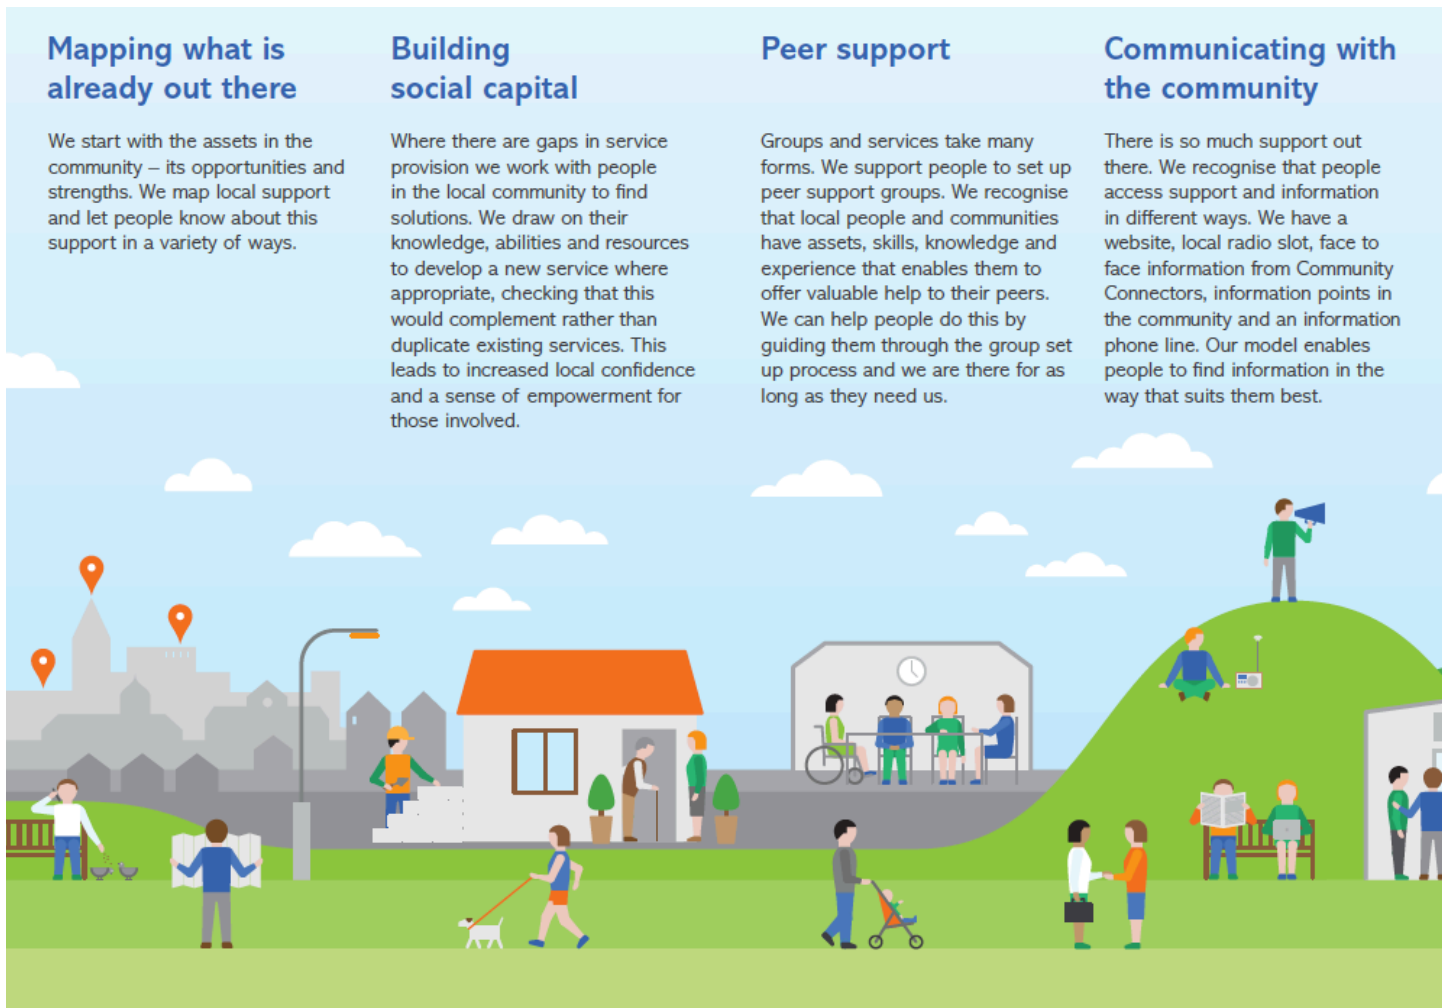 Mapping what is
already out there
We start with the assets in the
community – its opportunities and
strengths. We map local support
and let people know about this
support in a variety of ways.
Building
social capital
Where there are gaps in service
provision we work with people
in the local community to find
solutions. We draw on their
knowledge, abilities and resources
to develop a new service where
appropriate, checking that this
would complement rather than
duplicate existing services. This
leads to increased local confidence
and a sense of empowerment for
those involved.
Peer support
Groups and services take many
forms. We support people to set up
peer support groups. We recognise
that local people and communities
have assets, skills, knowledge and
experience that enables them to
offer valuable help to their peers.
We can help people do this by
guiding them through the group set
up process and we are there for as
long as they need us.
Communicating with
the community
There is so much support out
there. We recognise that people
access support and information
in different ways. We have a
website, local radio slot, face to
face information from Community
Connectors, information points in
the community and an information
phone line. Our model enables
people to find information in the
way that suits them best.